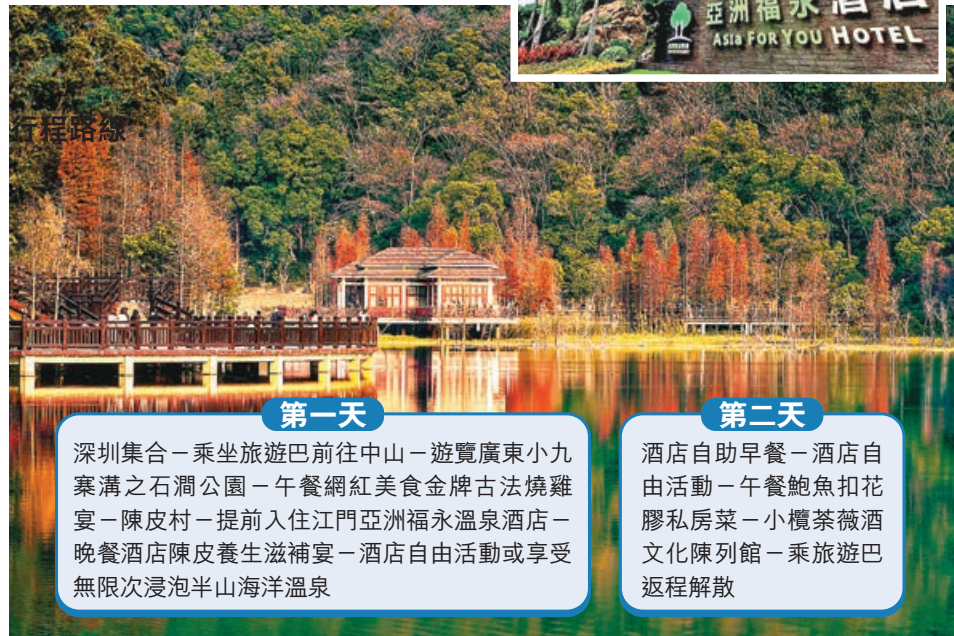 亞洲福永酒店
ASIA FOR YOU HOTEL
行程路線
第一天
深圳集合－乘坐旅遊巴前往中山－遊覽廣東小九
寨溝之石澗公園－午餐網紅美食金牌古法燒雞
宴－陳皮村－提前入住江門亞洲福永溫泉酒店－
晚餐酒店陳皮養生滋補宴－酒店自由活動或享受
無限次浸泡半山海洋溫泉
第二天
酒店自助早餐－酒店自
由活動－午餐鮑魚扣花
膠私房菜－小欖荼薇酒
文化陳列館－乘旅遊巴
返程解散